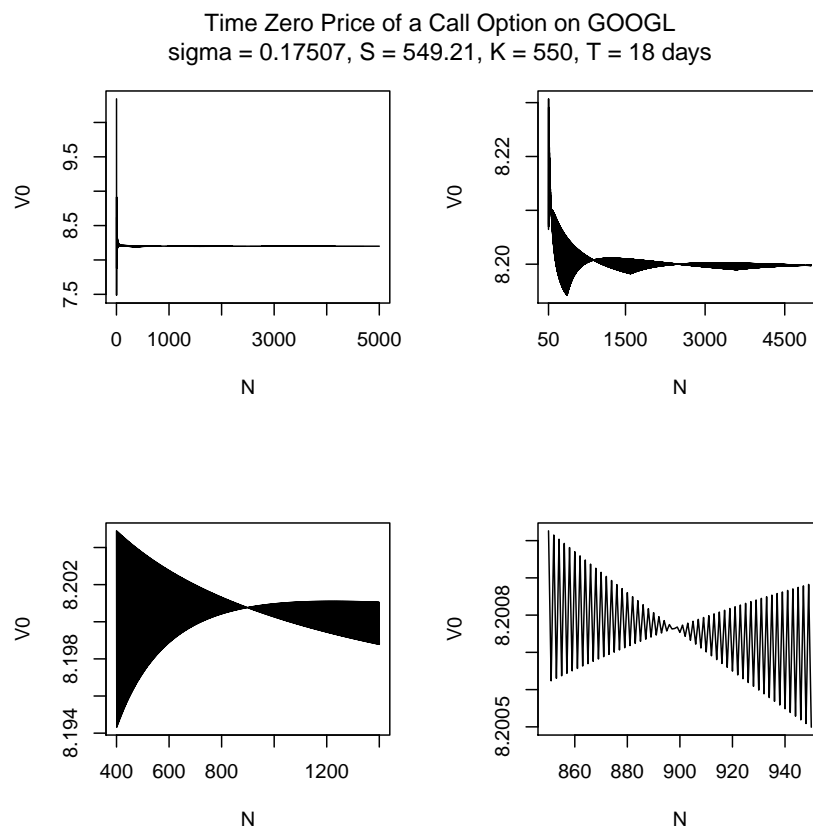 Time Zero Price of a Call Option on GOOGL
sigma = 0.17507, S = 549.21, K = 550, T = 18 days
V0
7.5
8.5
9.5
0
1000
3000
5000
N
V0
8.20
8.22
50
1500
3000
4500
N
V0
8.194
8.198
8.202
400
600
800
1200
N
V0
8.2005
8.2008
860
880
900
920
940
N